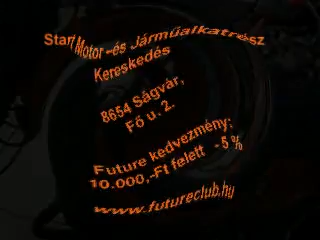 Start Motor -és Járműalkatrész
Kereskedés
8654 Ságvár,
Fő u. 2.
Future kedvezmény:
10.000,-Ft felett - 5 %
www.futureclub.hu